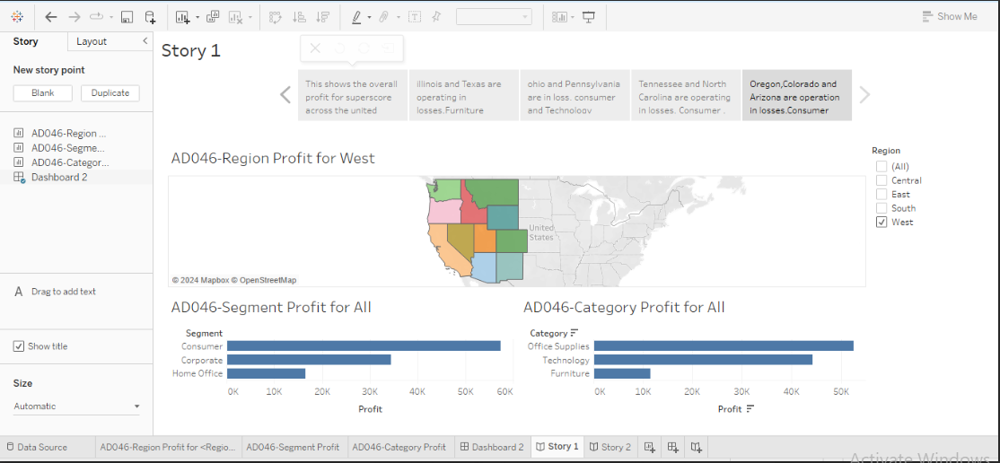 Show Me
Story
Layout
New story point
Blank
Duplicate
AD046-Region ...
AD046-Segme...
AD046-Categor...
Dashboard 2
A Drag to add text
Show title
Size
Automatic
Story 1
This shows the overall
profit for superscore
across the united
illinois and Texas are
operating in
losses.Furniture
ohio and Pennsylvania
are in loss. consumer
and Technology
Tennessee and North
Carolina are operating
in losses. Consumer .
Oregon,Colorado and
Arizona are operation
in losses.Consumer
AD046-Region Profit for West
United
States
© 2024 Mapbox © OpenStreetMap
Region
(All)
Central
East
South
West
AD046-Segment Profit for All
Segment
Consumer
Corporate
Home Office
0K 10K 20K 30K 40K 50K 60K
Profit
AD046-Category Profit for All
Category
Office Supplies
Technology
Furniture
0K 10K 20K 30K 40K 50K
Profit
Data Source
AD046-Region Profit for <Regio...
AD046-Segment Profit
AD046-Category Profit
Dashboard 2
Story 1
Story 2
Activate Windows